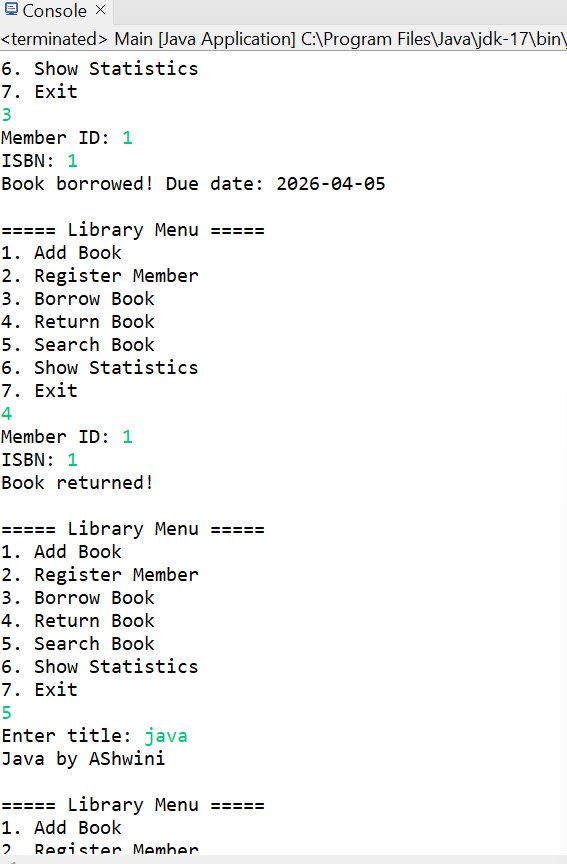 Console
<terminated> Main [Java Application] C:\Program Files\Java\jdk-17\bin\
6. Show Statistics
7. Exit
3
Member ID: 1
ISBN: 1
Book borrowed! Due date: 2026-04-05
===== Library Menu =====
1. Add Book
2. Register Member
3. Borrow Book
4. Return Book
5. Search Book
6. Show Statistics
7. Exit
4
Member ID: 1
ISBN: 1
Book returned!
===== Library Menu =====
1. Add Book
2. Register Member
3. Borrow Book
4. Return Book
5. Search Book
6. Show Statistics
7. Exit
5
Enter title: java
Java by AShwini
===== Library Menu =====
1. Add Book
2. Register Member